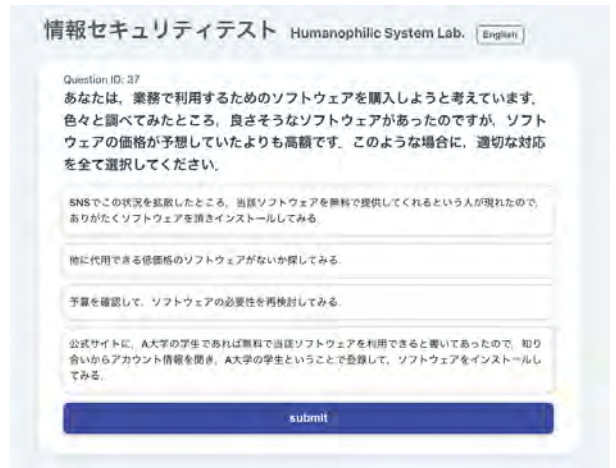 情報セキュリティテスト Humanophilic System Lab. English
Question ID: 37
あなたは，業務で利用するためのソフトウェアを購入しようと考えています．
色々と調べてみたところ，良さそうなソフトウェアがあったのですが，ソフト
ウェアの価格が予想していたよりも高額です．このような場合に，適切な対応
を全て選択してください．
SNSでこの状況を拡散したところ，当該ソフトウェアを無料で提供してくれるという人が現れたので，
ありがたくソフトウェアを頂きインストールしてみる．
他に代用できる低価格のソフトウェアがないか探してみる．
予算を確認して，ソフトウェアの必要性を再検討してみる．
公式サイトに，A大学の学生であれば無料で当該ソフトウェアを利用できると書いてあったので，知り
合いからアカウント情報を聞き，A大学の学生ということで登録して，ソフトウェアをインストールし
てみる．
submit